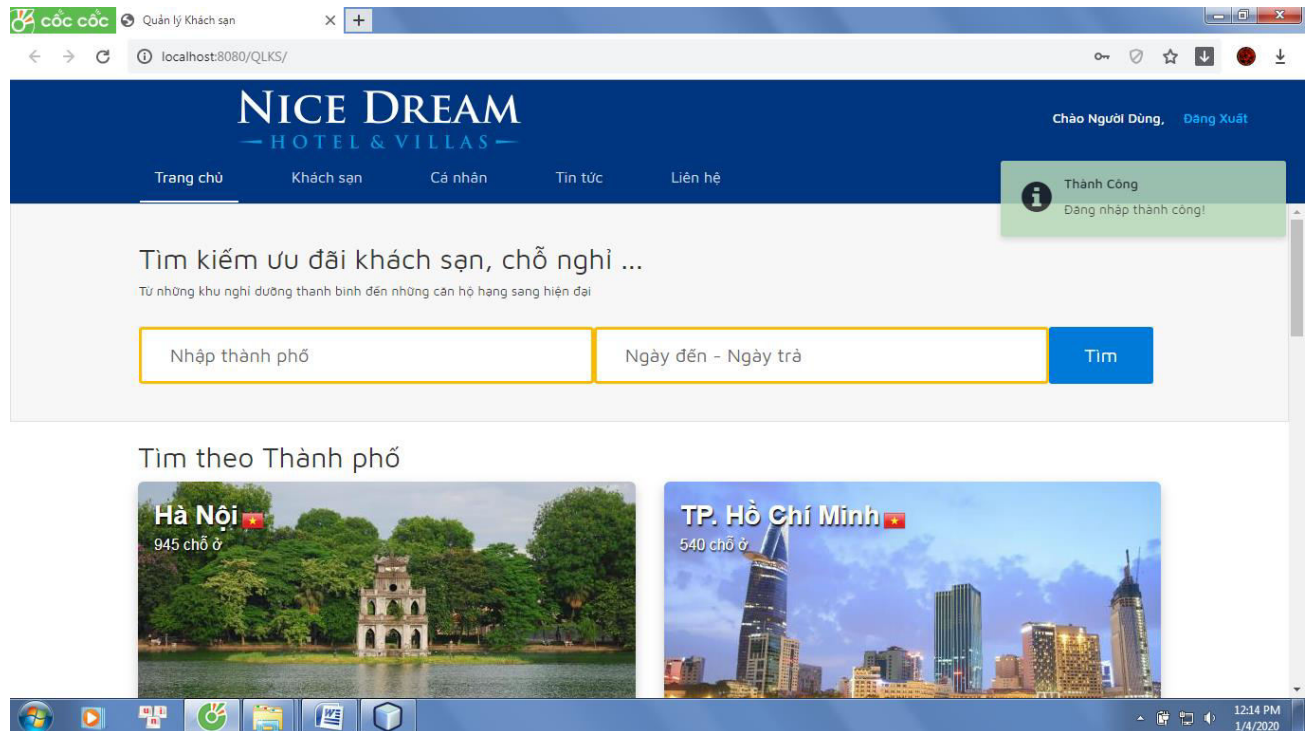 cốc cốc Quản lý Khách sạn
localhost:8080/QLKS/
NICE DREAM
HOTEL & VILLAS
Chào Người Dùng, Đăng Xuất
Trang chủ Khách sạn Cá nhân Tin tức Liên hệ
Thành Công
Đăng nhập thành công!
Tìm kiếm ưu đãi khách sạn, chỗ nghỉ ...
Từ những khu nghỉ dưỡng thanh bình đến những căn hộ hạng sang hiện đại
Nhập thành phố Ngày đến - Ngày trả Tìm
Tìm theo Thành phố
Hà Nội
945 chỗ ở
TP. Hồ Chí Minh
540 chỗ ở
12:14 PM
1/4/2020